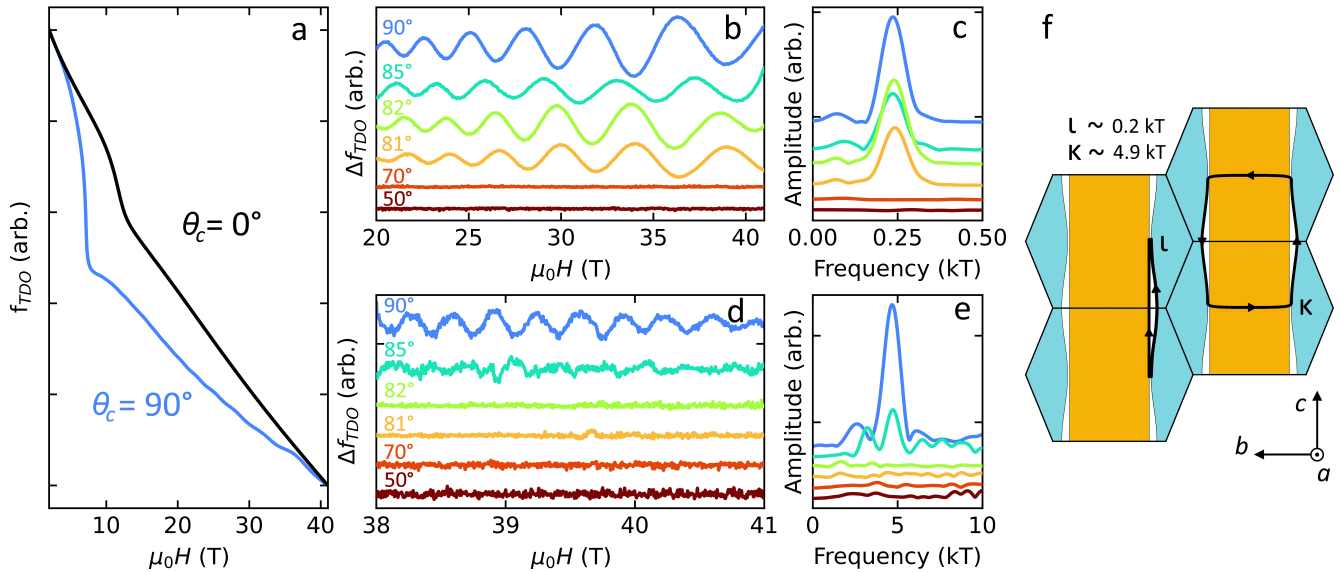 a
f_TDO (arb.)
θ_c = 0°
θ_c = 90°
10 20 30 40
μ₀H (T)
b
Δf_TDO (arb.)
90°
85°
82°
81°
70°
50°
20 25 30 35 40
μ₀H (T)
c
Amplitude (arb.)
0.00 0.25 0.50
Frequency (kT)
d
Δf_TDO (arb.)
90°
85°
82°
81°
70°
50°
38 39 40 41
μ₀H (T)
e
Amplitude (arb.)
0 5 10
Frequency (kT)
f
ι ~ 0.2 kT
κ ~ 4.9 kT
ι
κ
c
b
a